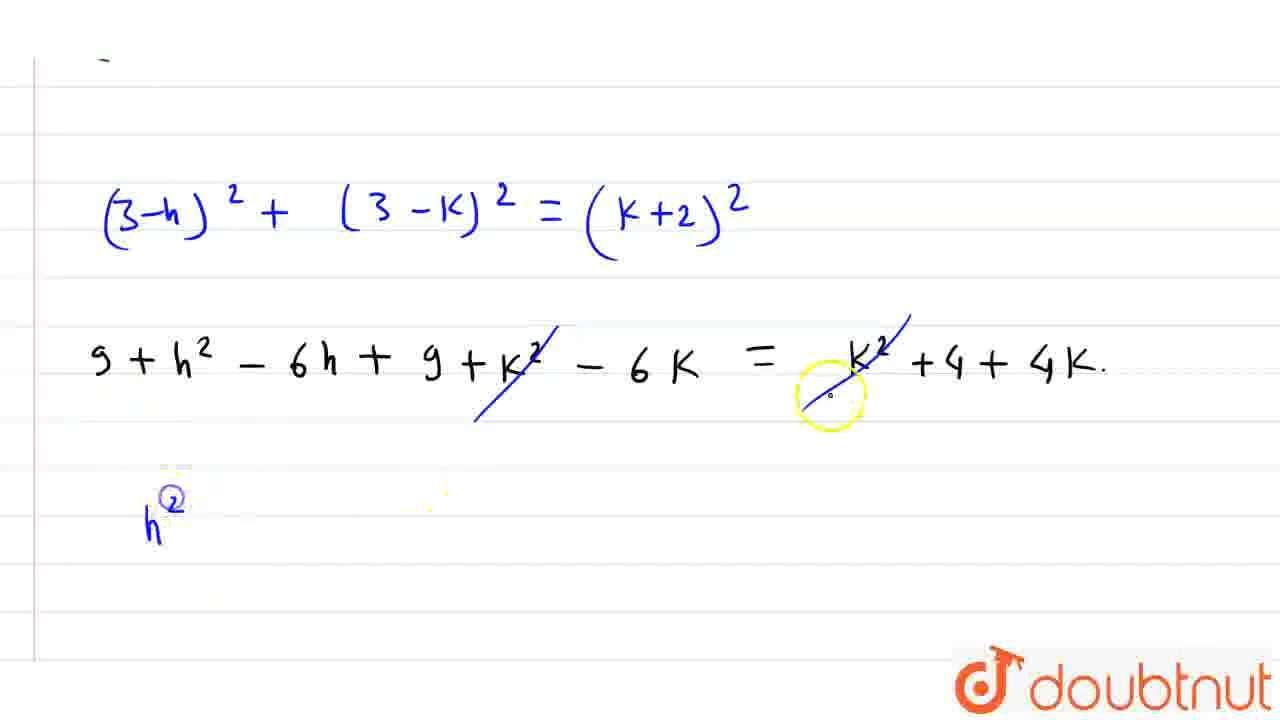 (3-h)² + (3-K)² = (K+2)²
9 + h² - 6h + 9 + K² - 6K = K² + 4 + 4K.
h²
doubtnut